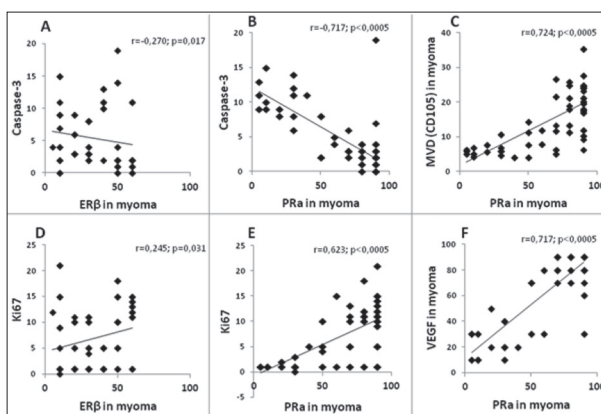 A
r=-0,270; p=0,017
Caspase-3
20
15
10
5
0
0
50
100
ERβ in myoma
B
r=-0,717; p<0,0005
Caspase-3
20
15
10
5
0
0
50
100
PRa in myoma
C
r=0,724; p<0,0005
MVD (CD105) in myoma
40
30
20
10
0
0
50
100
PRa in myoma
D
r=0,245; p=0,031
Ki67
25
20
15
10
5
0
0
50
100
ERβ in myoma
E
r=0,623; p<0,0005
Ki67
25
20
15
10
5
0
-5
0
50
100
PRa in myoma
F
r=0,717; p<0,0005
VEGF in myoma
100
80
60
40
20
0
0
50
100
PRa in myoma